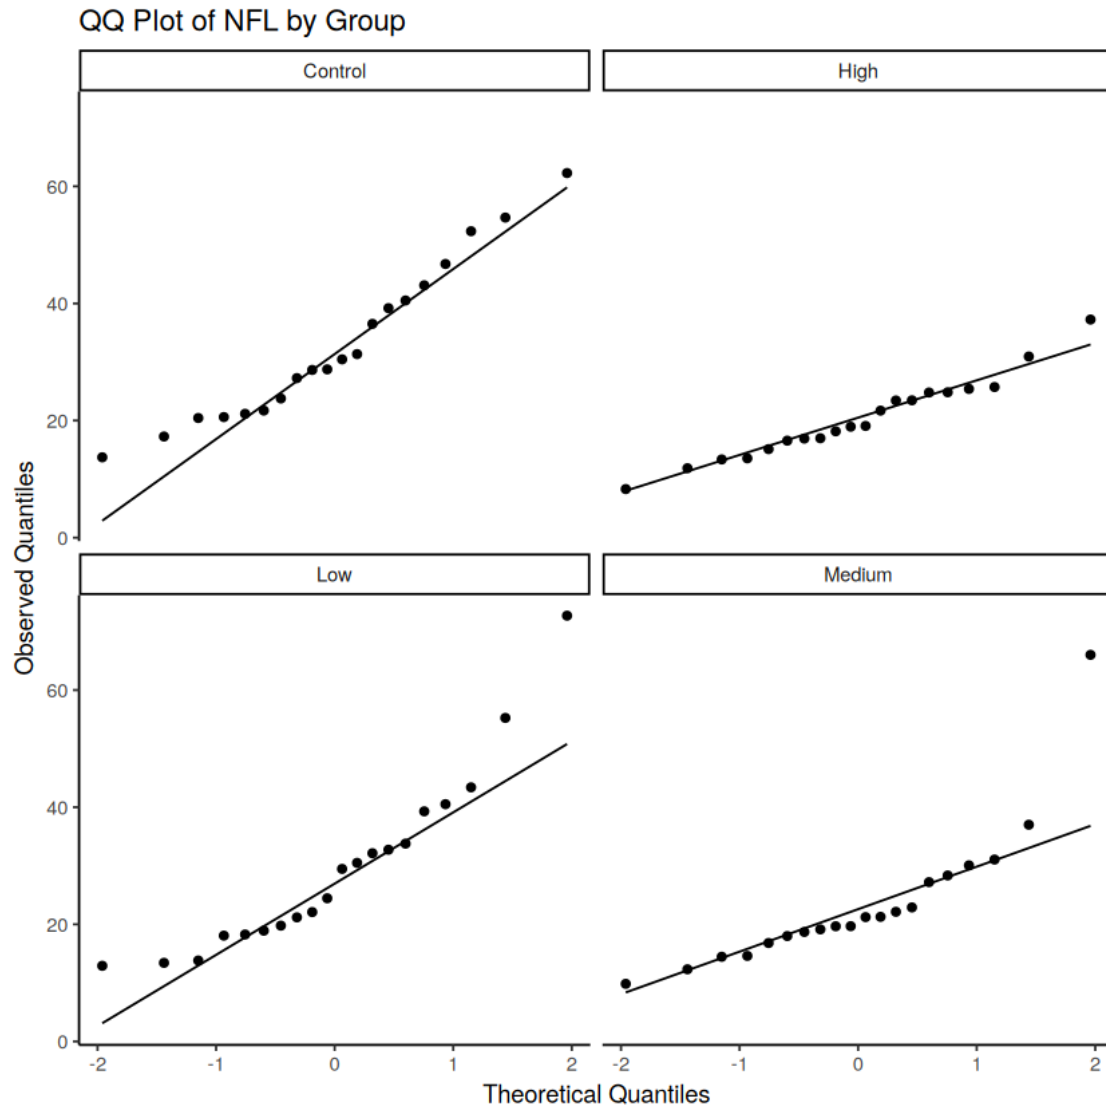 QQ Plot of NFL by Group
Control
High
60
40
20
0
Low
Medium
60
40
20
0
-2 -1 0 1 2
-2 -1 0 1 2
Theoretical Quantiles
Observed Quantiles